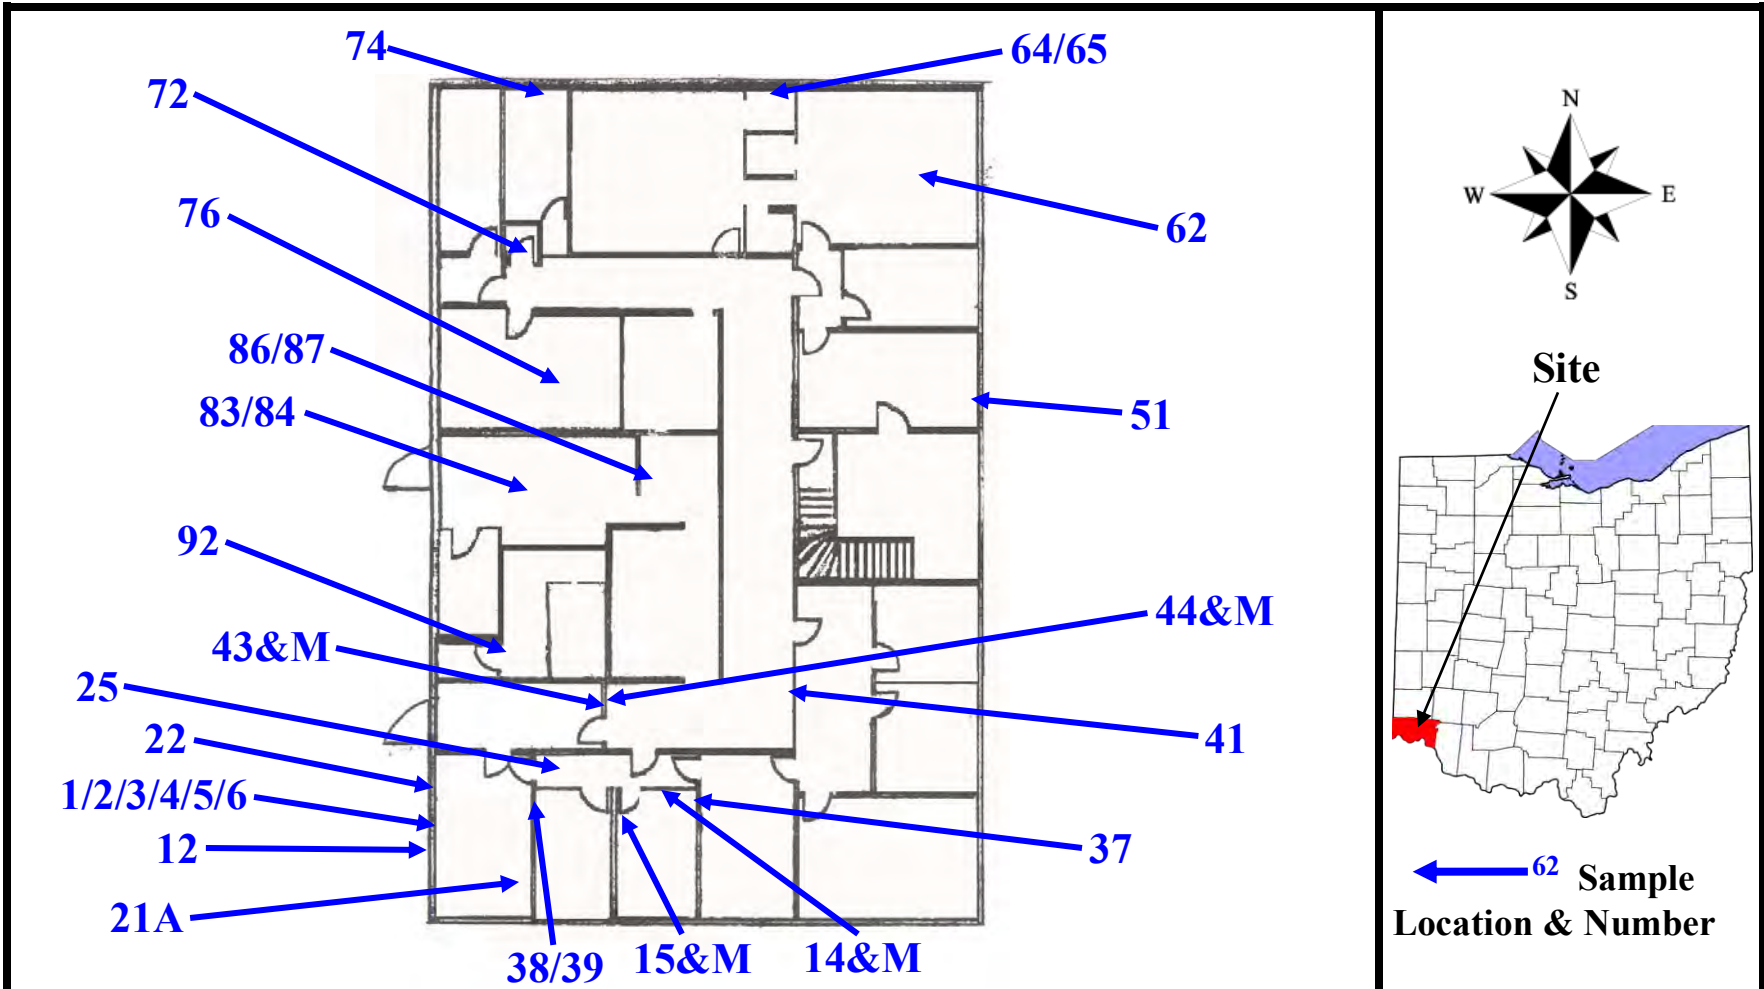 74
64/65
72
76
62
86/87
83/84
51
92
43&M
44&M
25
22
41
1/2/3/4/5/6
12
37
21A
38/39
15&M
14&M
N
W
E
S
Site
62 Sample
Location & Number